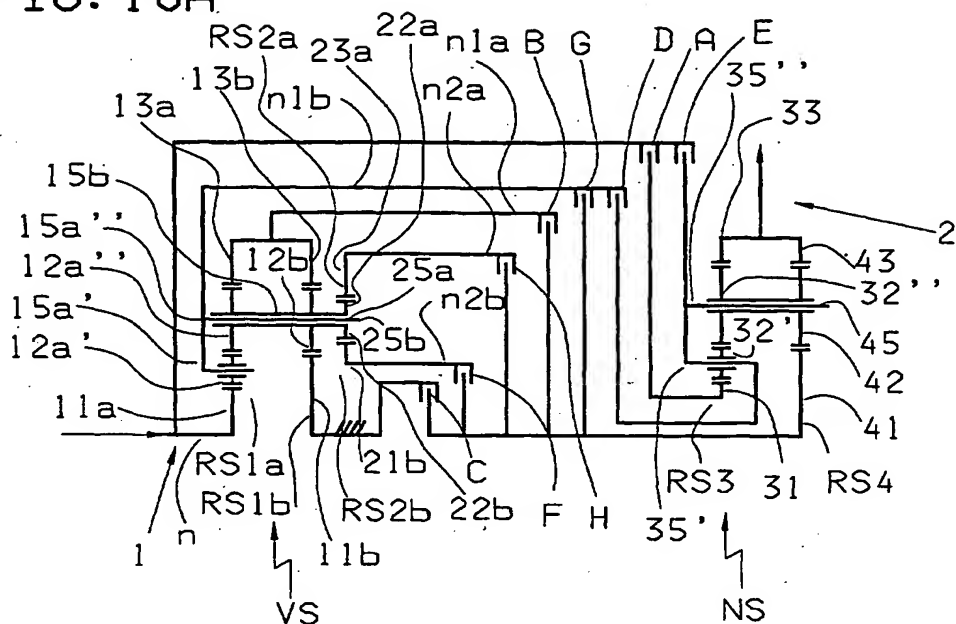 RS2a 23a 22a n1a B G D A E
13b n1b n2a 35''
13a 33
15b
15a'' 2
12a'' 12b 25a 43
15a' 25b n2b 32''
12a' 32' 45
11a 42
21b 41
RS1a C RS3 31 RS4
n RS1b RS2b 22b F H 35'
1 11b
VS NS